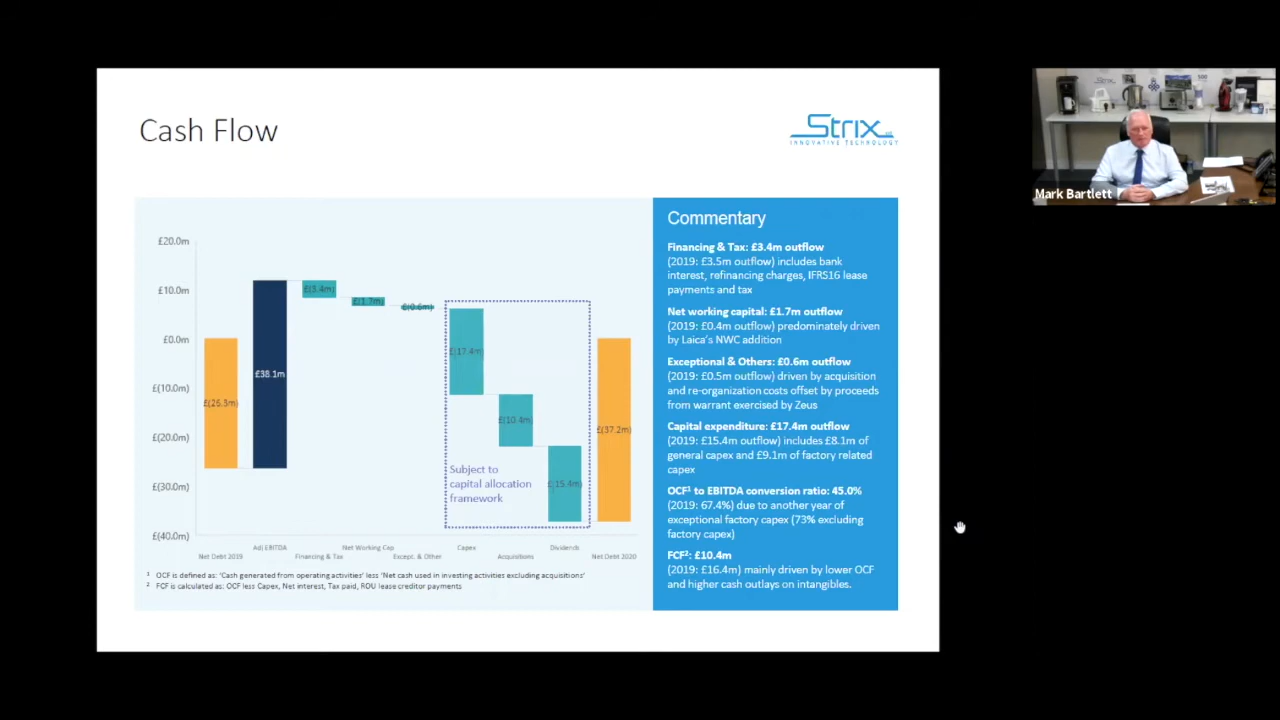 Cash Flow
Strix plc
INNOVATIVE TECHNOLOGY
£20.0m
£10.0m
£0.0m
£(10.0m)
£(20.0m)
£(30.0m)
£(40.0m)
£(26.3m)
£38.1m
£(3.4m)
£(1.7m)
£(0.6m)
£(17.4m)
£(10.4m)
£(15.4m)
£(37.2m)
Subject to
capital allocation
framework
Net Debt 2019
Adj EBITDA
Financing & Tax
Net Working Cap
Except. & Other
Capex
Acquisitions
Dividends
Net Debt 2020
1 OCF is defined as: ‘Cash generated from operating activities’ less ‘Net cash used in investing activities excluding acquisitions’
2 FCF is calculated as: OCF less Capex, Net interest, Tax paid, ROU lease creditor payments
Commentary
Financing & Tax: £3.4m outflow
(2019: £3.5m outflow) includes bank
interest, refinancing charges, IFRS16 lease
payments and tax
Net working capital: £1.7m outflow
(2019: £0.4m outflow) predominately driven
by Laica’s NWC addition
Exceptional & Others: £0.6m outflow
(2019: £0.5m outflow) driven by acquisition
and re-organization costs offset by proceeds
from warrant exercised by Zeus
Capital expenditure: £17.4m outflow
(2019: £15.4m outflow) includes £8.1m of
general capex and £9.1m of factory related
capex
OCF1 to EBITDA conversion ratio: 45.0%
(2019: 67.4%) due to another year of
exceptional factory capex (73% excluding
factory capex)
FCF2: £10.4m
(2019: £16.4m) mainly driven by lower OCF
and higher cash outlays on intangibles.
Strix
Mark Bartlett